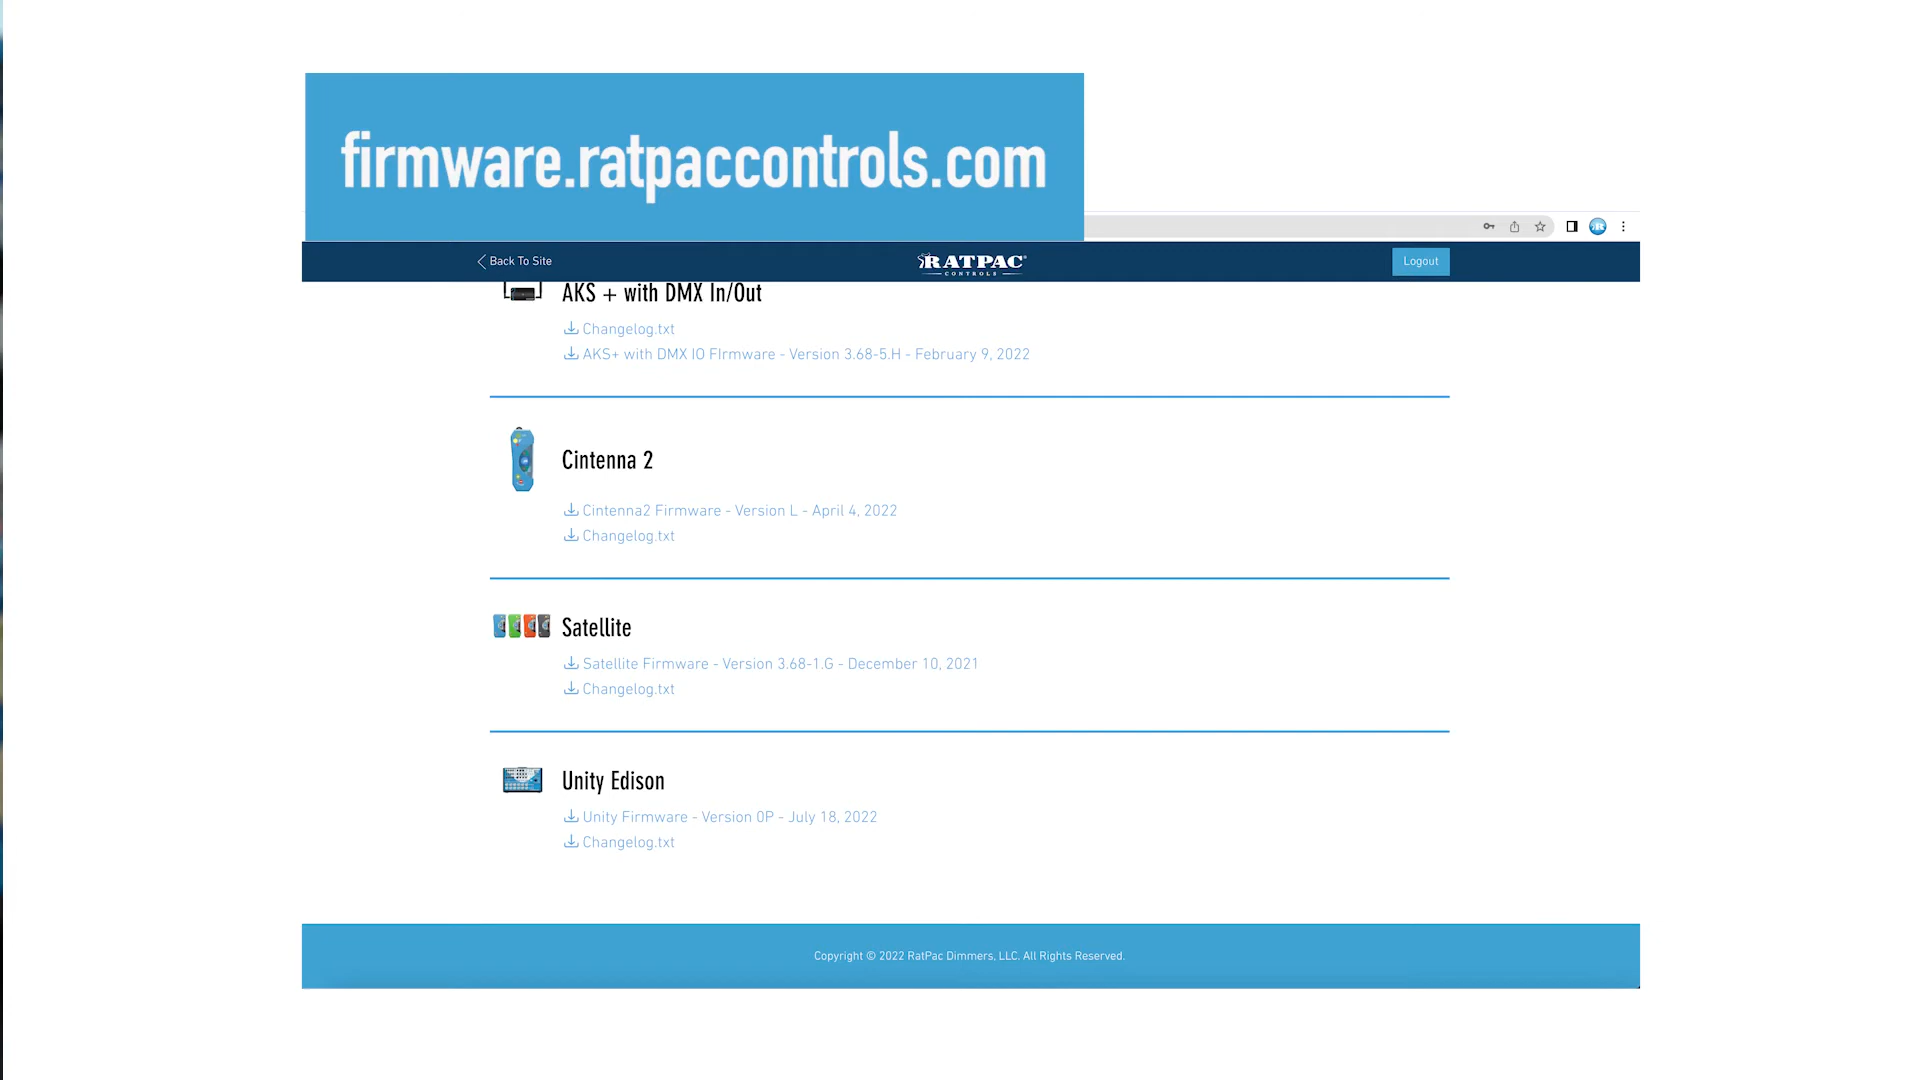 firmware.ratpaccontrols.com
Back To Site
RATPAC
CONTROLS
Logout
AKS + with DMX In/Out
Changelog.txt
AKS+ with DMX IO FIrmware - Version 3.68-5.H - February 9, 2022
Cintenna 2
Cintenna2 Firmware - Version L - April 4, 2022
Changelog.txt
Satellite
Satellite Firmware - Version 3.68-1.G - December 10, 2021
Changelog.txt
Unity Edison
Unity Firmware - Version 0P - July 18, 2022
Changelog.txt
Copyright © 2022 RatPac Dimmers, LLC. All Rights Reserved.